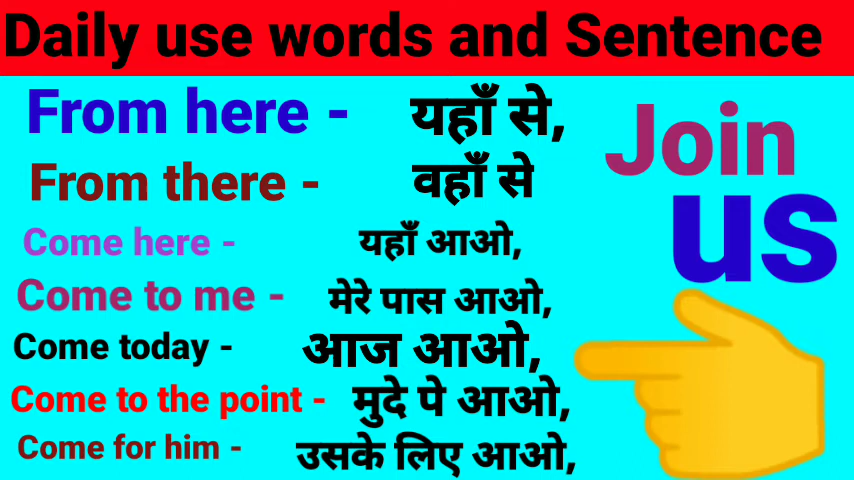 Daily use words and Sentence
From here - यहाँ से,
From there - वहाँ से
Come here - यहाँ आओ,
Come to me - मेरे पास आओ,
Come today - आज आओ,
Come to the point - मुदे पे आओ,
Come for him - उसके लिए आओ,
Join
us